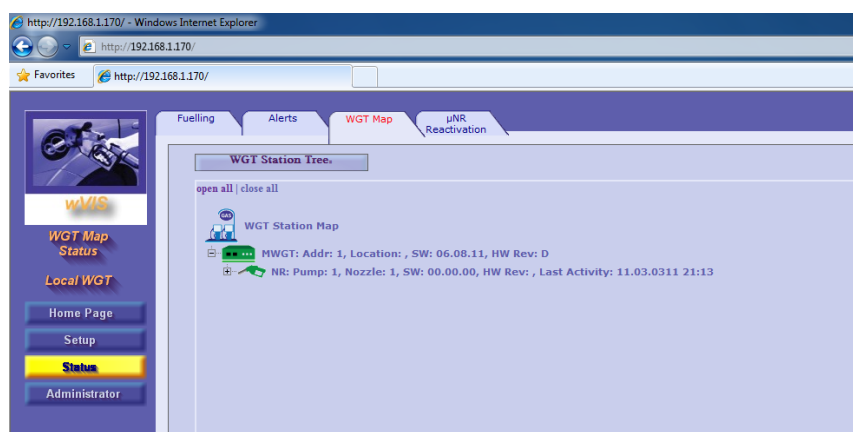 http://192.168.1.170/ - Windows Internet Explorer
http://192.168.1.170/
Favorites http://192.168.1.170/
Fuelling Alerts WGT Map µNR Reactivation
WGT Station Tree.
open all | close all
GAS
WGT Station Map
MWGT: Addr: 1, Location: , SW: 06.08.11, HW Rev: D
NR: Pump: 1, Nozzle: 1, SW: 00.00.00, HW Rev: , Last Activity: 11.03.0311 21:13
wVIS
WGT Map
Status
Local WGT
Home Page
Setup
Status
Administrator